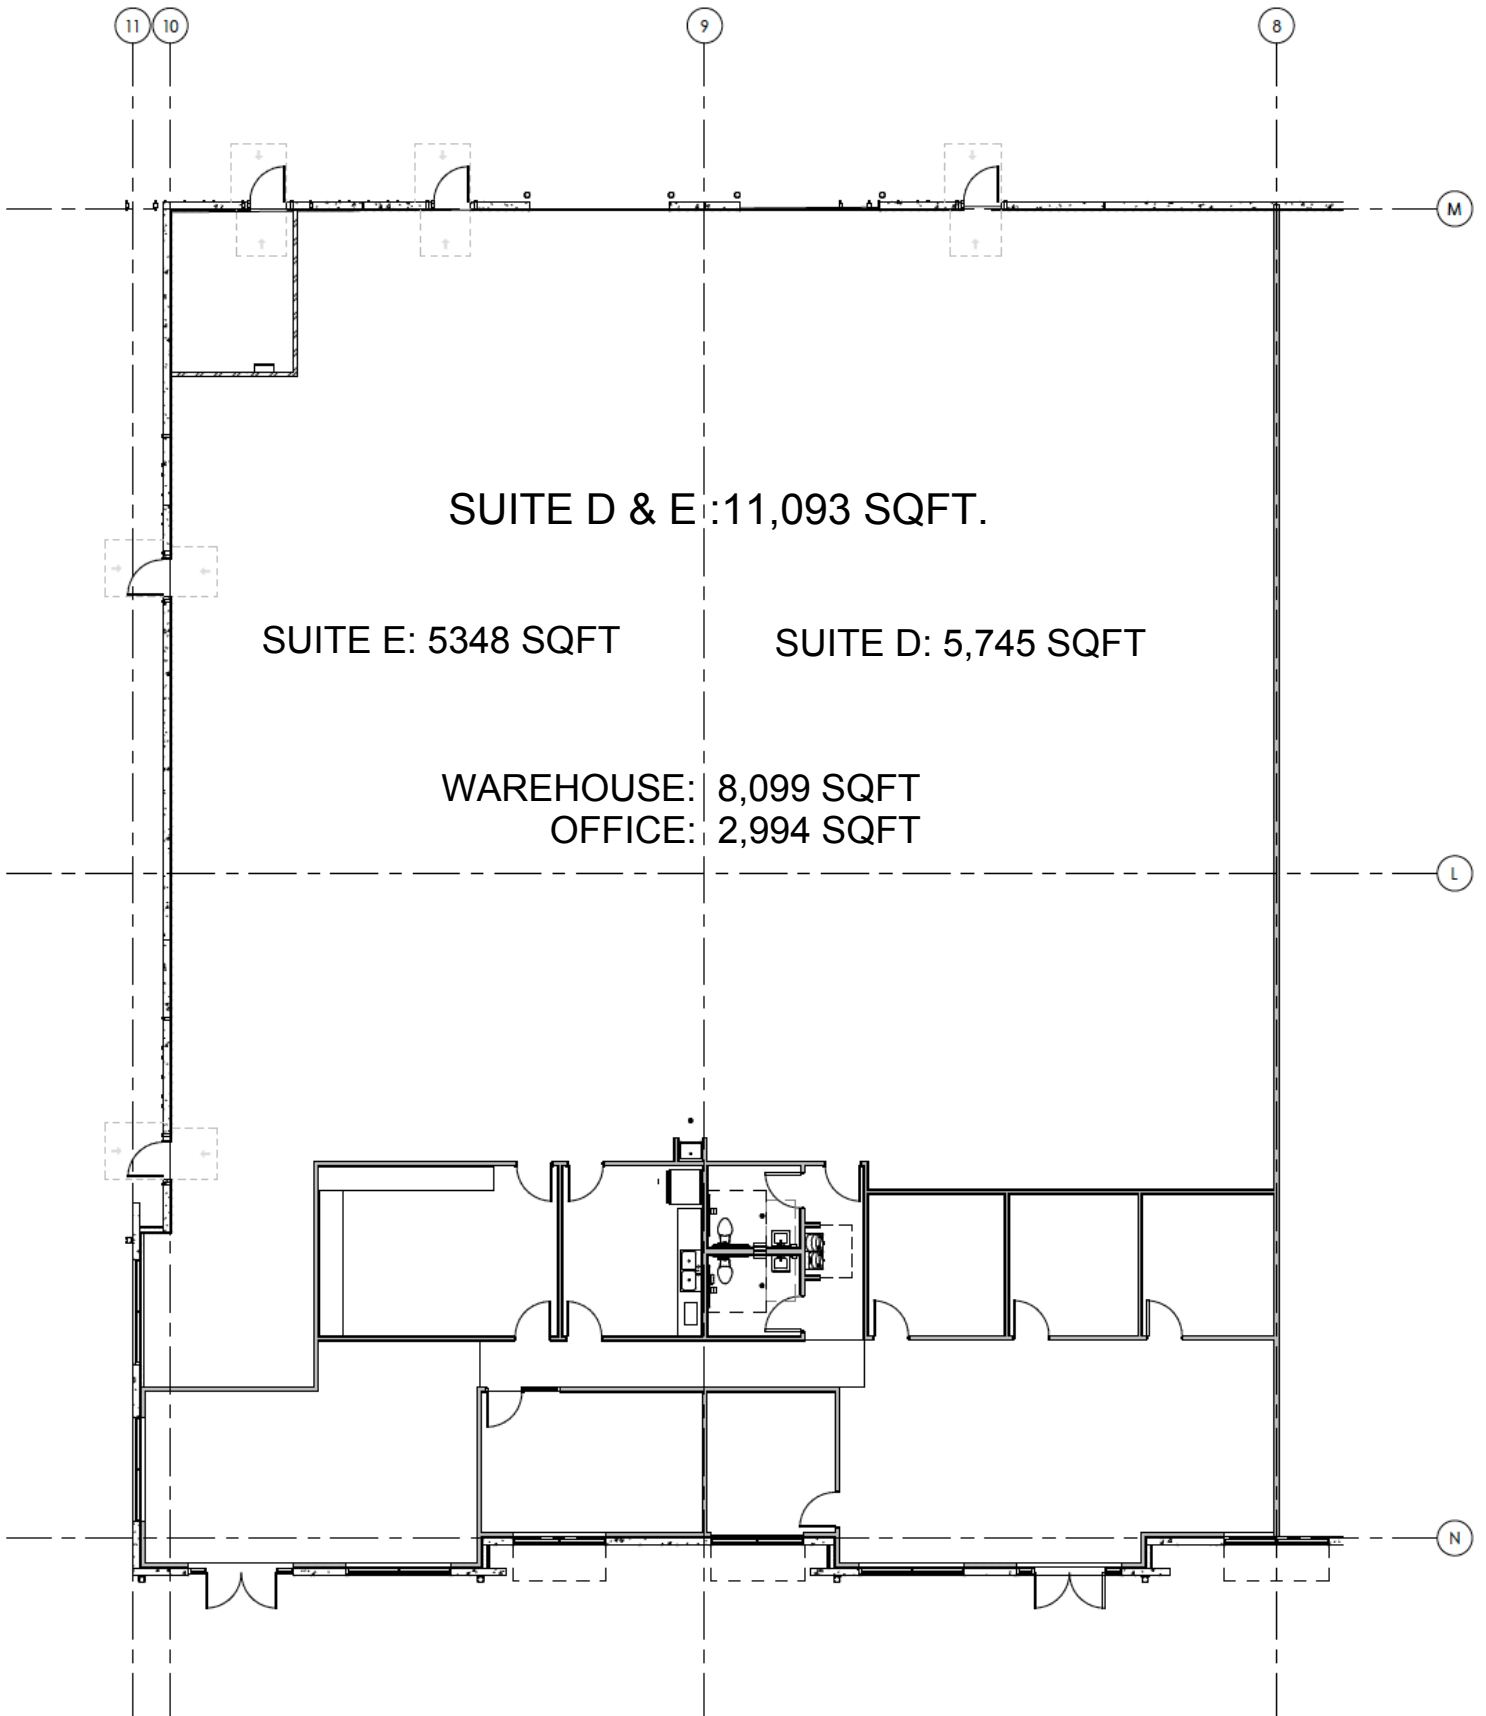 11 10 9 8
M
SUITE D & E :11,093 SQFT.
SUITE E: 5348 SQFT SUITE D: 5,745 SQFT
WAREHOUSE: 8,099 SQFT
OFFICE: 2,994 SQFT
L
N